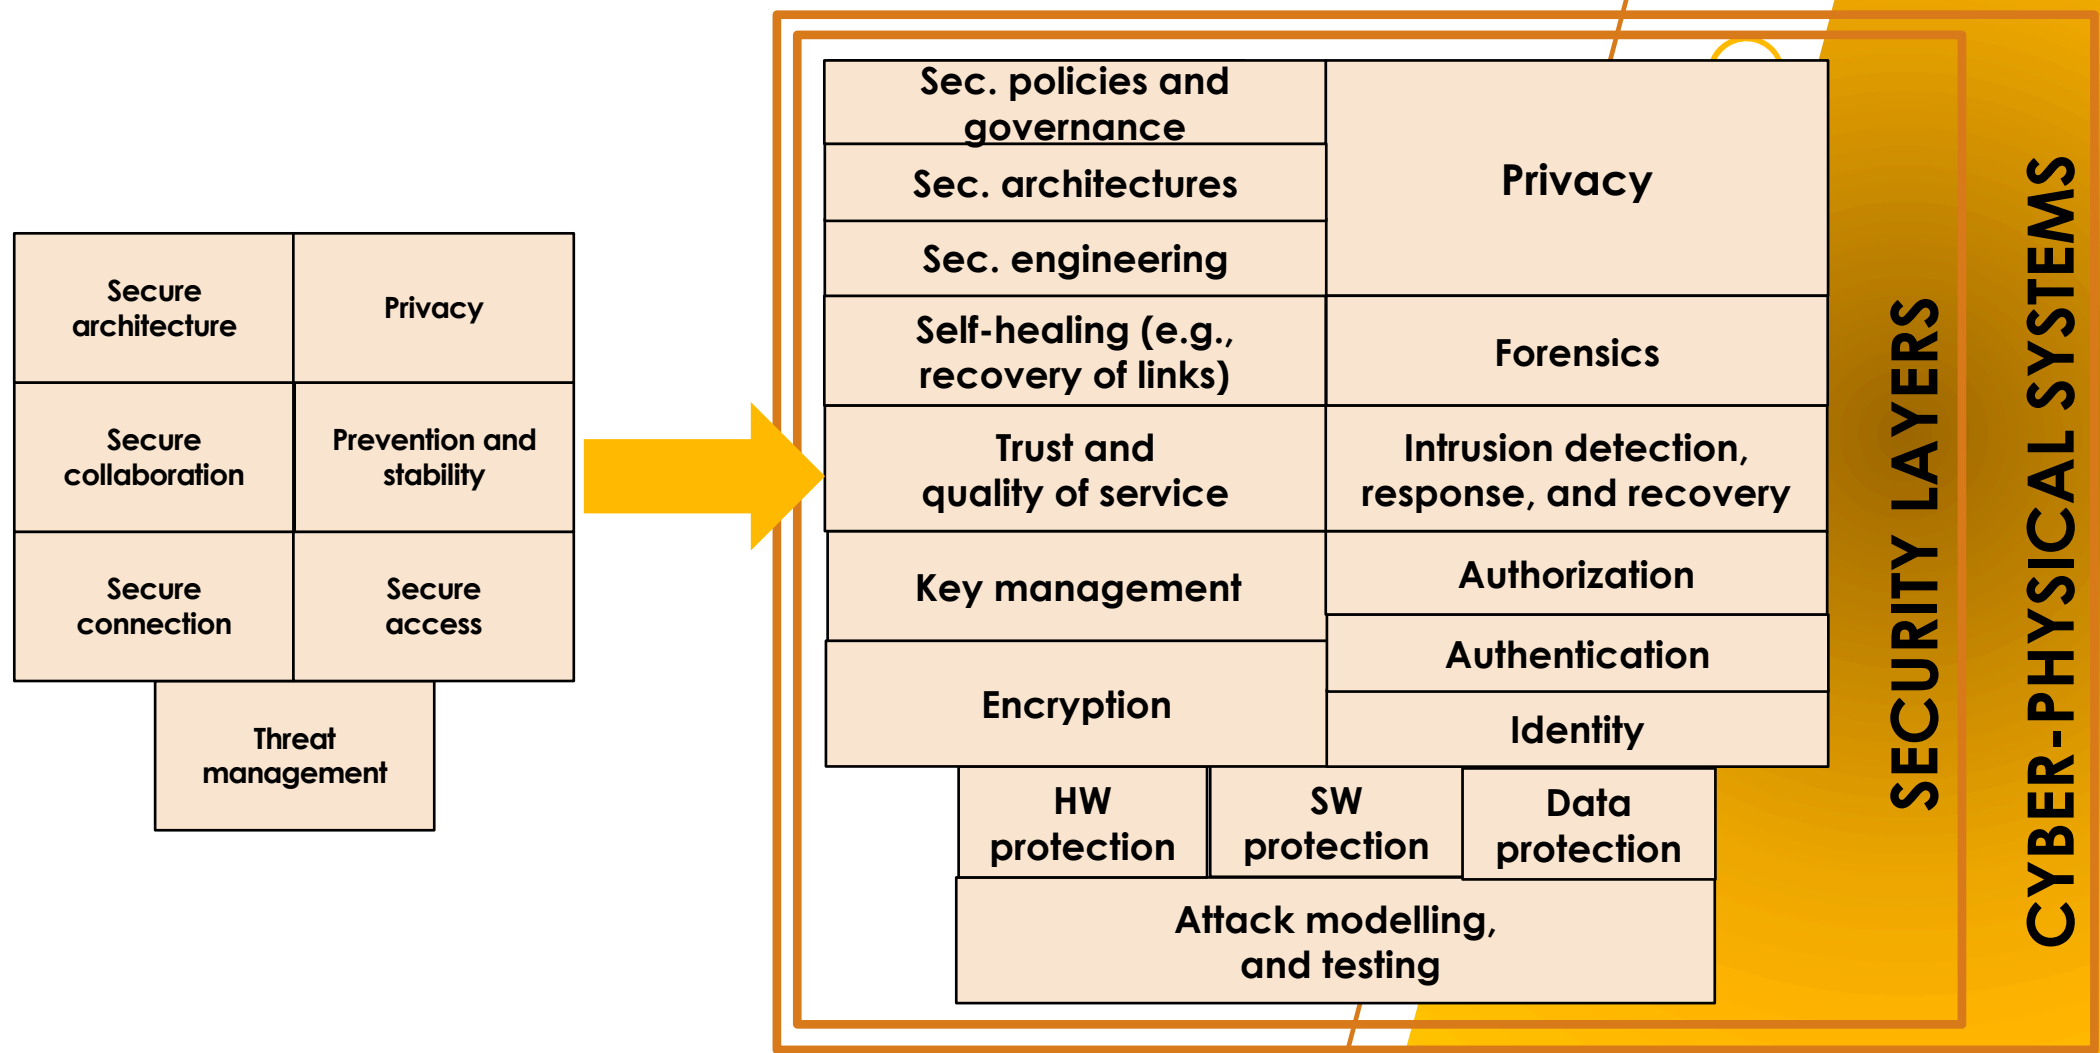 Secure
architecture
Privacy
Secure
collaboration
Prevention and
stability
Secure
connection
Secure
access
Threat
management
Sec. policies and
governance
Privacy
Sec. architectures
Sec. engineering
Self-healing (e.g.,
recovery of links)
Forensics
Trust and
quality of service
Intrusion detection,
response, and recovery
Key management
Authorization
Authentication
Encryption
Identity
HW
protection
SW
protection
Data
protection
Attack modelling,
and testing
SECURITY LAYERS
CYBER-PHYSICAL SYSTEMS